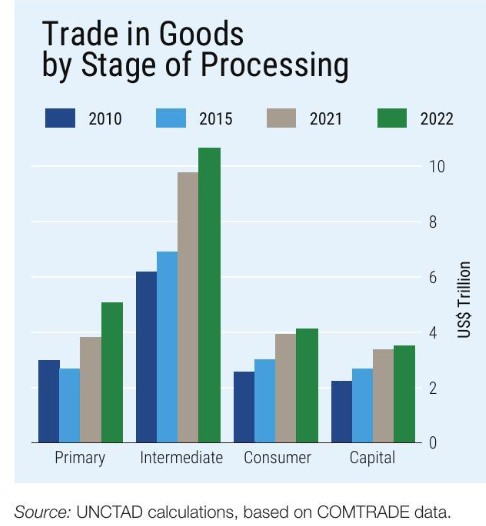 Trade in Goods
by Stage of Processing
2010 2015 2021 2022
10
8
6
4
2
0
US$ Trillion
Primary Intermediate Consumer Capital
Source: UNCTAD calculations, based on COMTRADE data.